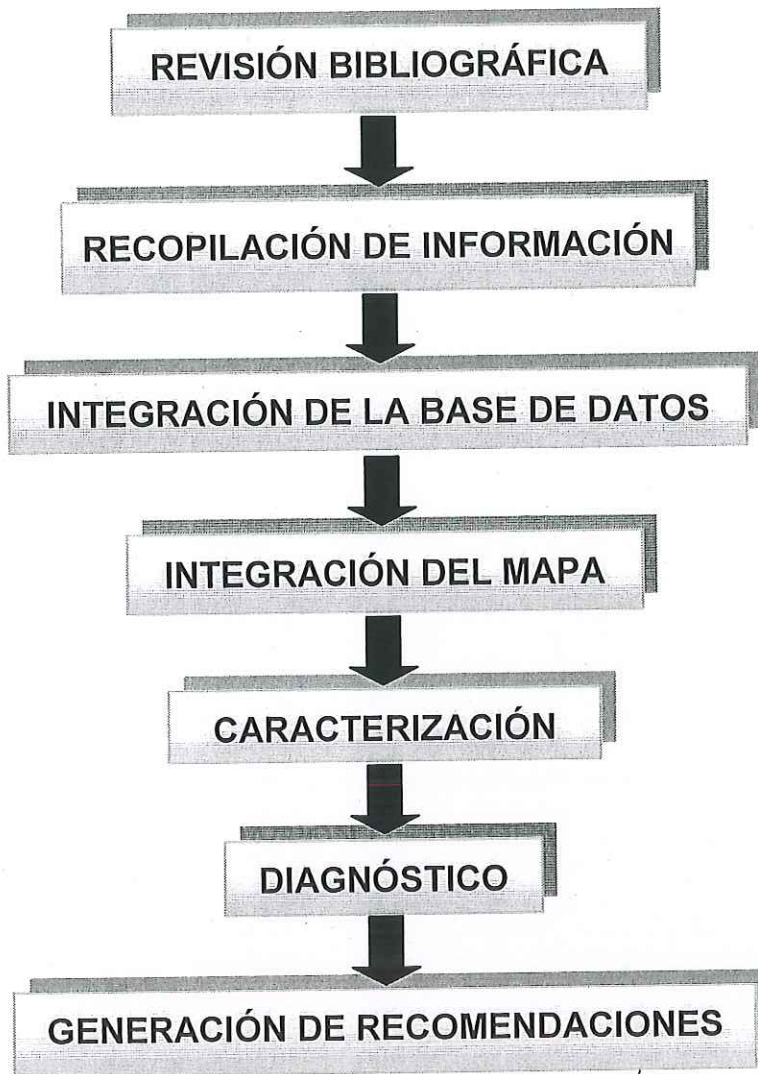 REVISIÓN BIBLIOGRÁFICA
RECOPILACIÓN DE INFORMACIÓN
INTEGRACIÓN DE LA BASE DE DATOS
INTEGRACIÓN DEL MAPA
CARACTERIZACIÓN
DIAGNÓSTICO
GENERACIÓN DE RECOMENDACIONES